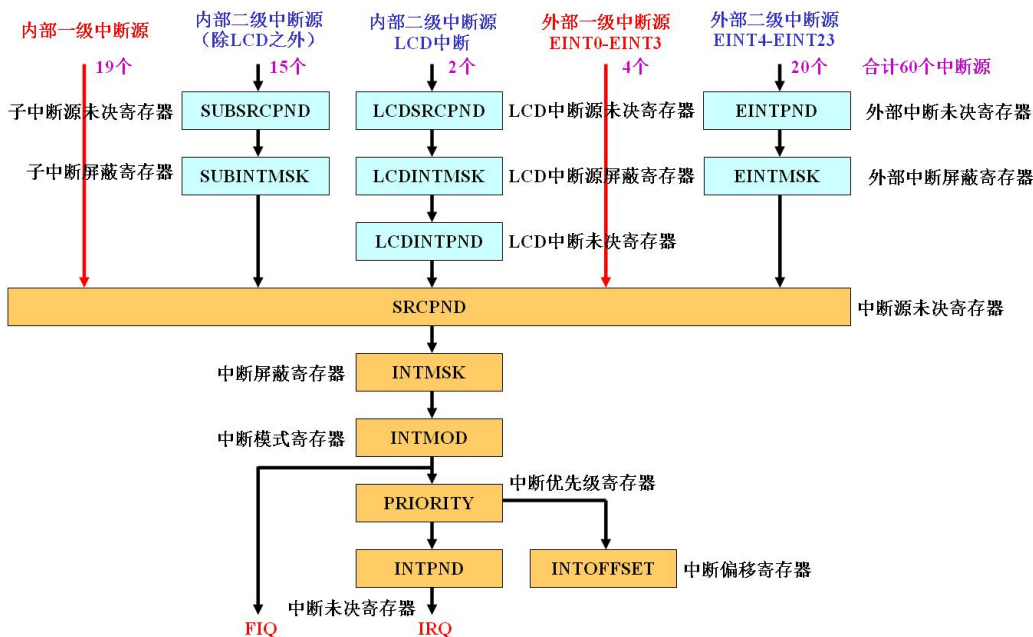 内部一级中断源
内部二级中断源
（除LCD之外）
内部二级中断源
LCD中断
外部一级中断源
EINT0-EINT3
外部二级中断源
EINT4-EINT23
19个
15个
2个
4个
20个
合计60个中断源
子中断源未决寄存器
SUBSRCPND
LCDSRCPND
LCD中断源未决寄存器
EINTPND
外部中断未决寄存器
子中断屏蔽寄存器
SUBINTMSK
LCDINTMSK
LCD中断源屏蔽寄存器
EINTMSK
外部中断屏蔽寄存器
LCDINTPND
LCD中断未决寄存器
SRCPND
中断源未决寄存器
中断屏蔽寄存器
INTMSK
中断模式寄存器
INTMOD
中断优先级寄存器
PRIORITY
INTPND
INTOFFSET
中断偏移寄存器
中断未决寄存器
FIQ
IRQ